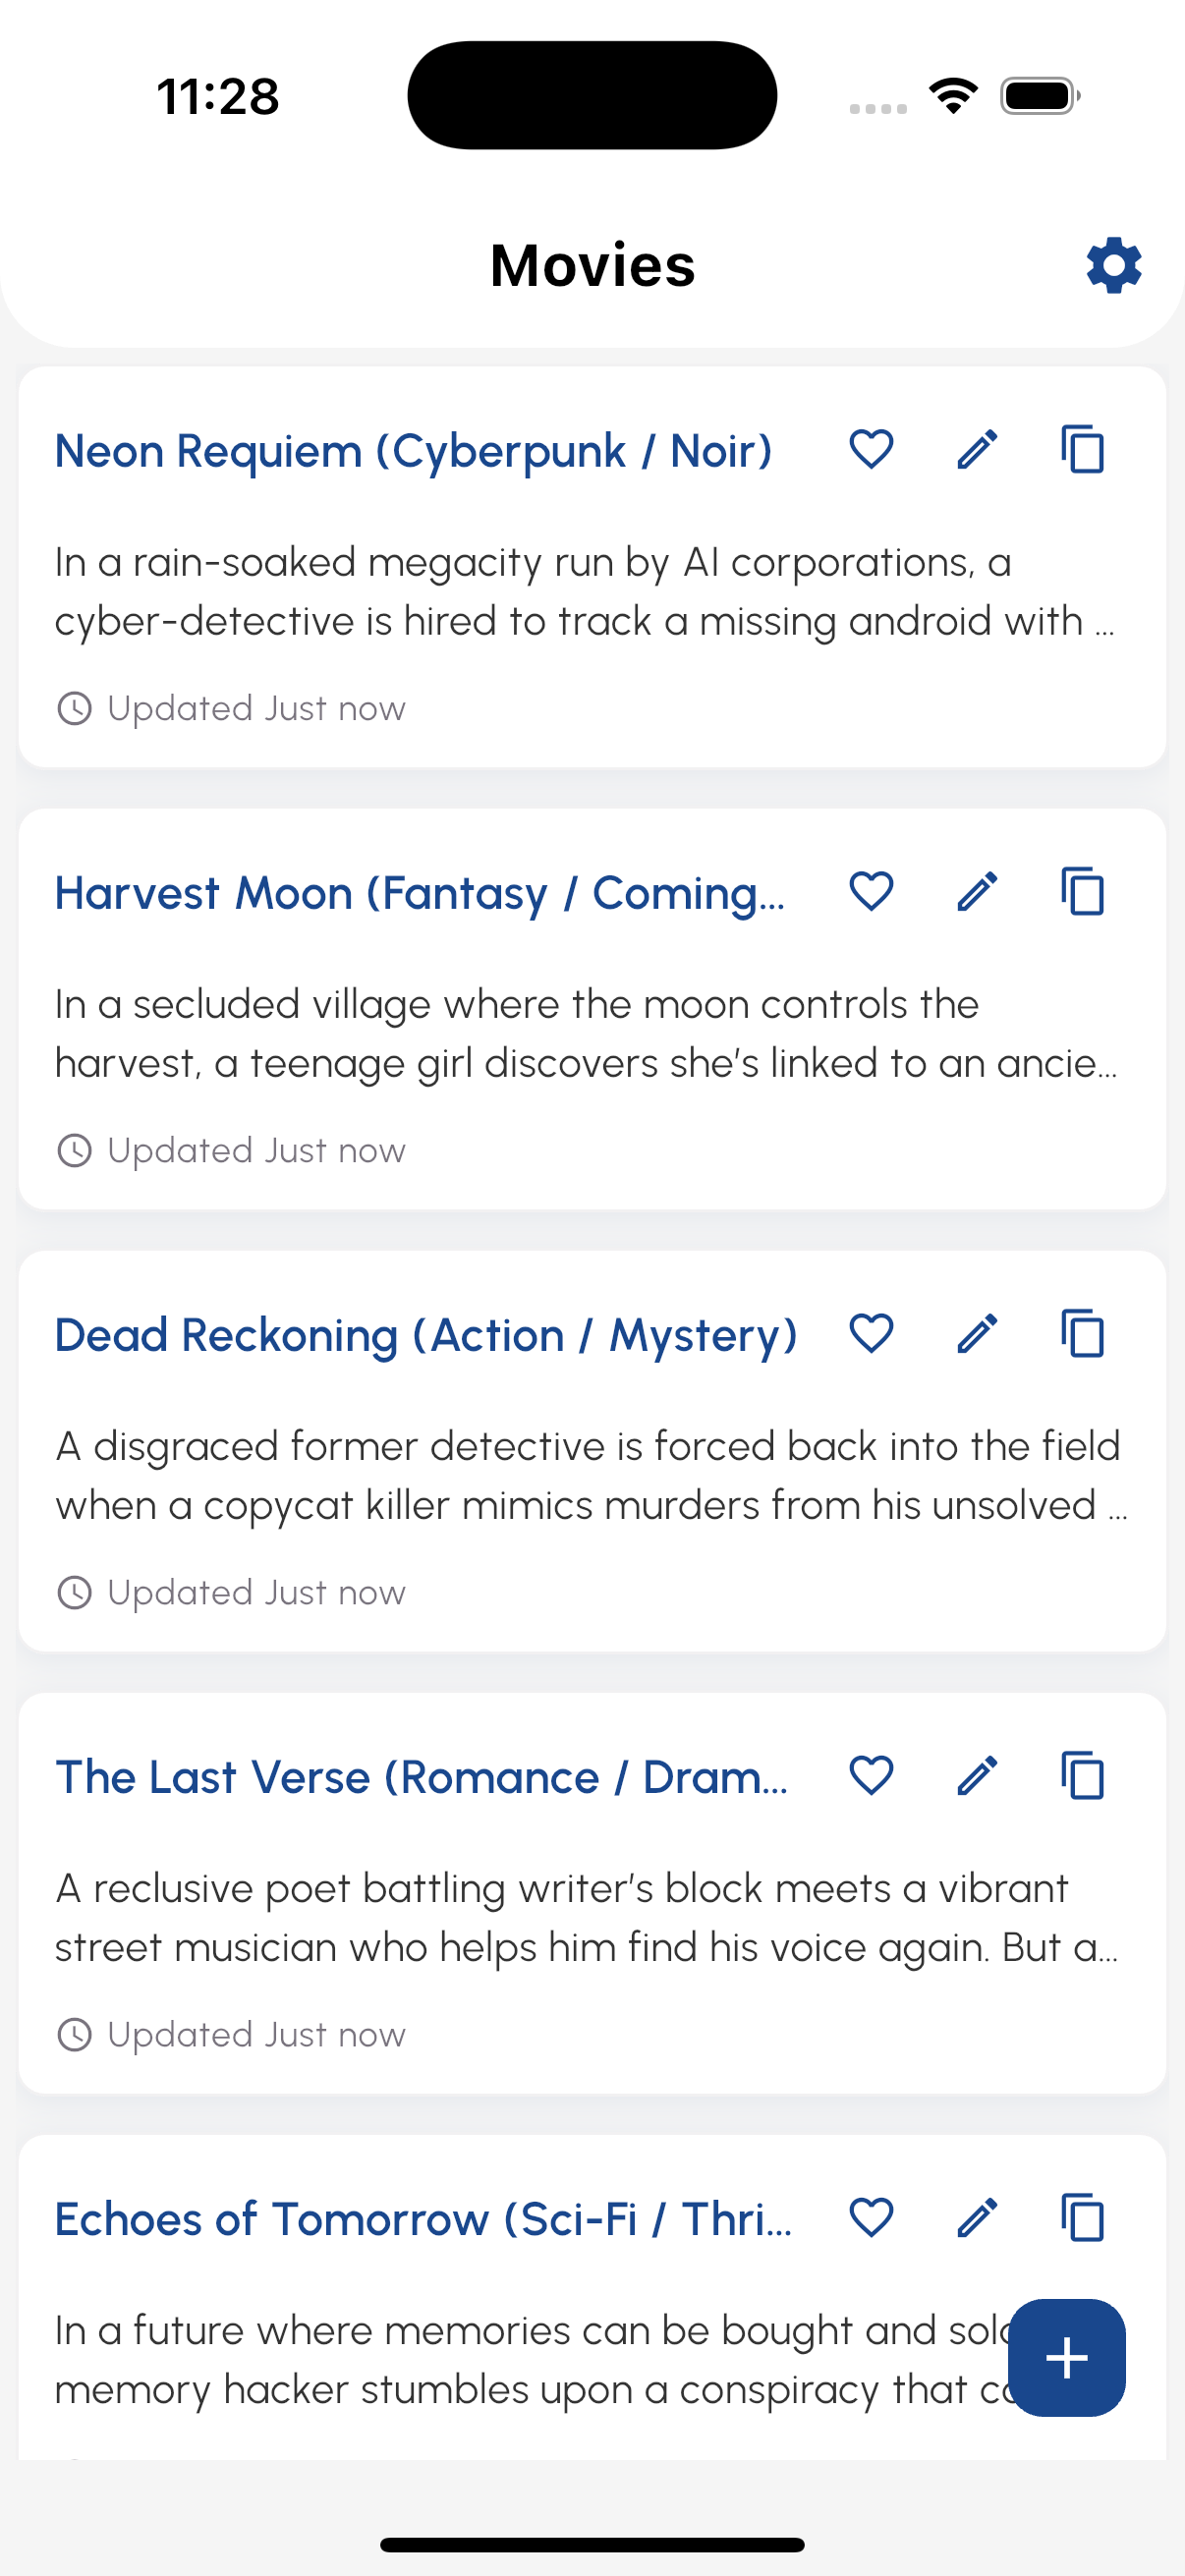 11:28
Movies
Neon Requiem (Cyberpunk / Noir)
In a rain-soaked megacity run by AI corporations, a
cyber-detective is hired to track a missing android with ...
Updated Just now
Harvest Moon (Fantasy / Coming...
In a secluded village where the moon controls the
harvest, a teenage girl discovers she's linked to an ancie...
Updated Just now
Dead Reckoning (Action / Mystery)
A disgraced former detective is forced back into the field
when a copycat killer mimics murders from his unsolved ...
Updated Just now
The Last Verse (Romance / Dram...
A reclusive poet battling writer's block meets a vibrant
street musician who helps him find his voice again. But a...
Updated Just now
Echoes of Tomorrow (Sci-Fi / Thri...
In a future where memories can be bought and
memory hacker stumbles upon a conspiracy that